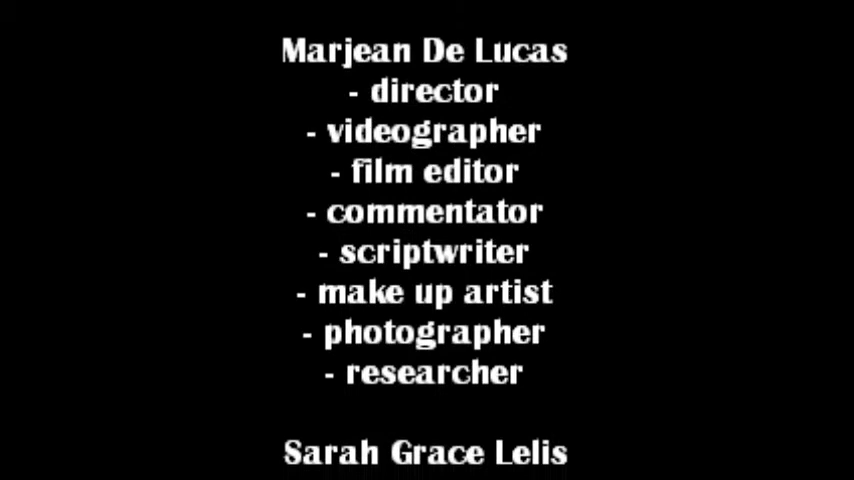 Marjean De Lucas
- director
- videographer
- film editor
- commentator
- scriptwriter
- make up artist
- photographer
- researcher
Sarah Grace Lelis